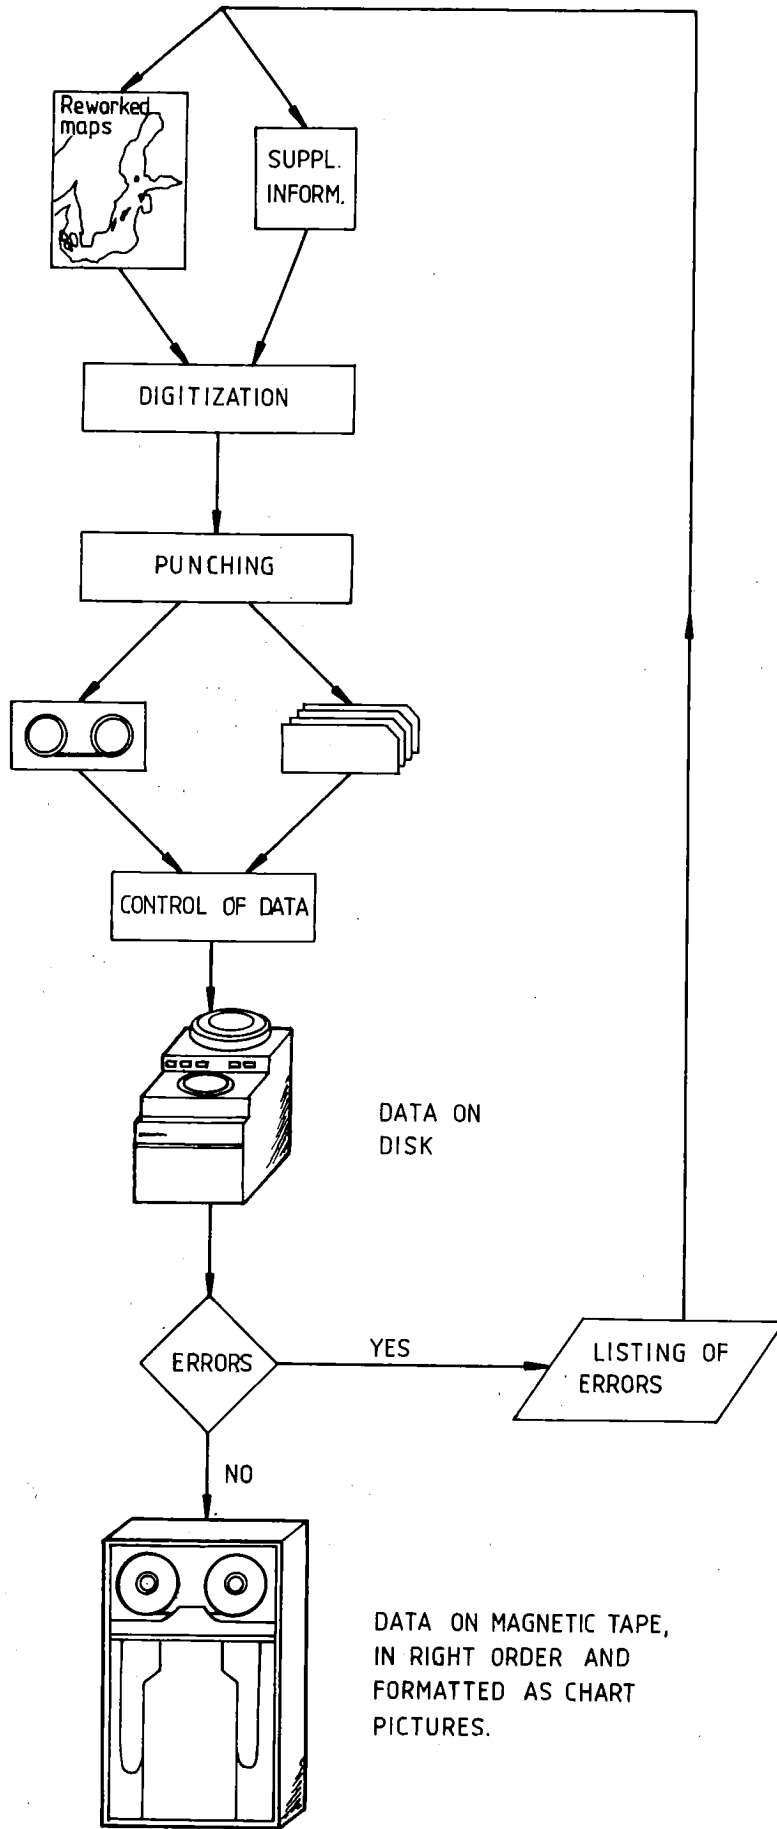 Reworked
maps
SUPPL.
INFORM.
DIGITIZATION
PUNCHING
CONTROL OF DATA
DATA ON
DISK
ERRORS
YES
LISTING OF
ERRORS
NO
DATA ON MAGNETIC TAPE,
IN RIGHT ORDER AND
FORMATTED AS CHART
PICTURES.